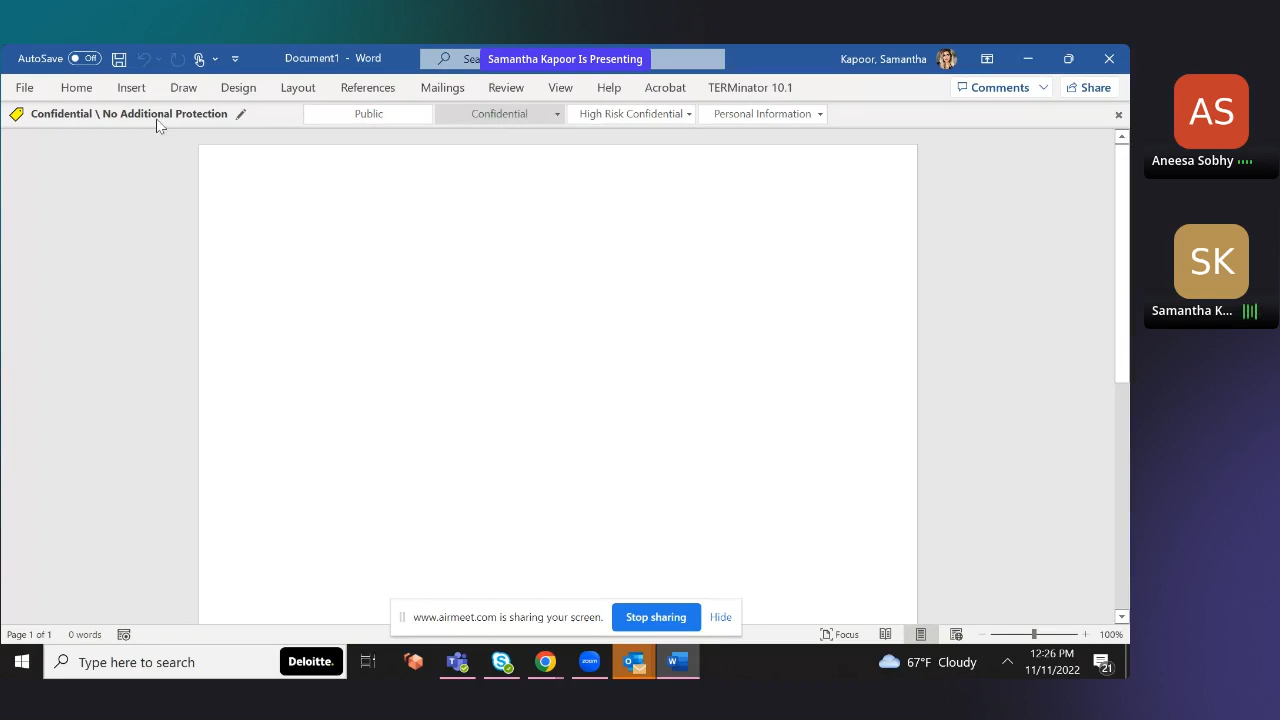 AutoSave Off Document1 - Word Sea Samantha Kapoor Is Presenting Kapoor, Samantha
File Home Insert Draw Design Layout References Mailings Review View Help Acrobat TERMinator 10.1 Comments Share
Confidential \ No Additional Protection Public Confidential High Risk Confidential Personal Information
AS
Aneesa Sobhy
SK
Samantha K...
www.airmeet.com is sharing your screen. Stop sharing Hide
Page 1 of 1 0 words Focus 100%
Type here to search Deloitte. zoom 67°F Cloudy 12:26 PM
11/11/2022 21